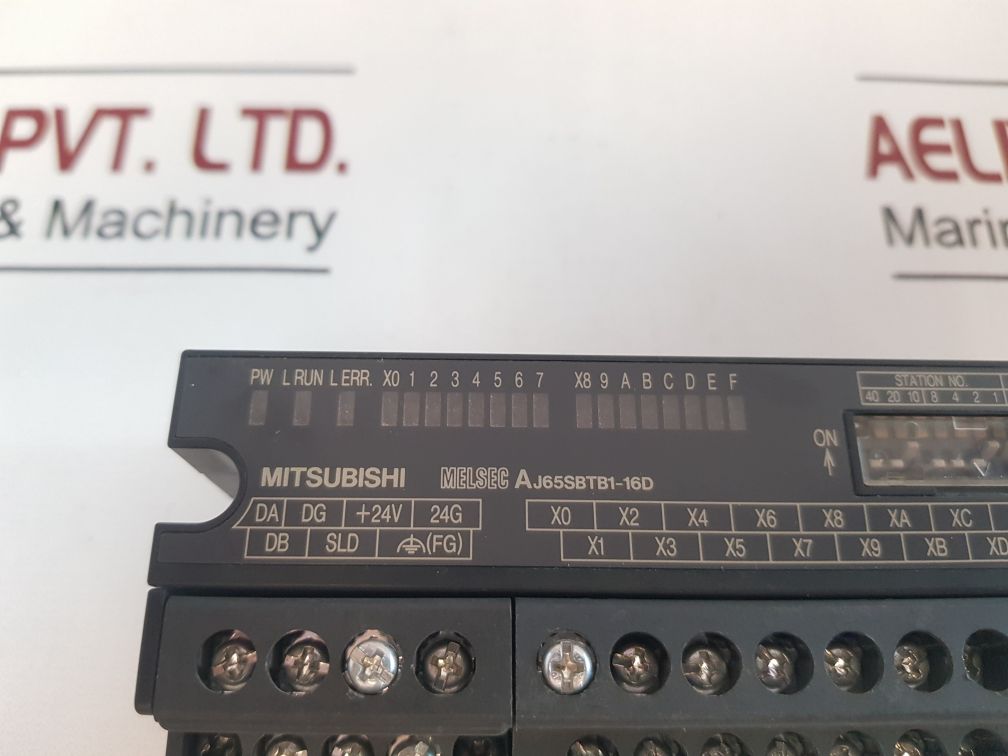 PVT. LTD.
& Machinery
AELI
Marin
PW L RUN L ERR. X0 1 2 3 4 5 6 7 X8 9 A B C D E F
STATION NO.
40 20 10 8 4 2 1
ON
MITSUBISHI MELSEC AJ65SBTB1-16D
DA DG +24V 24G X0 X2 X4 X6 X8 XA XC
DB SLD (FG) X1 X3 X5 X7 X9 XB XD